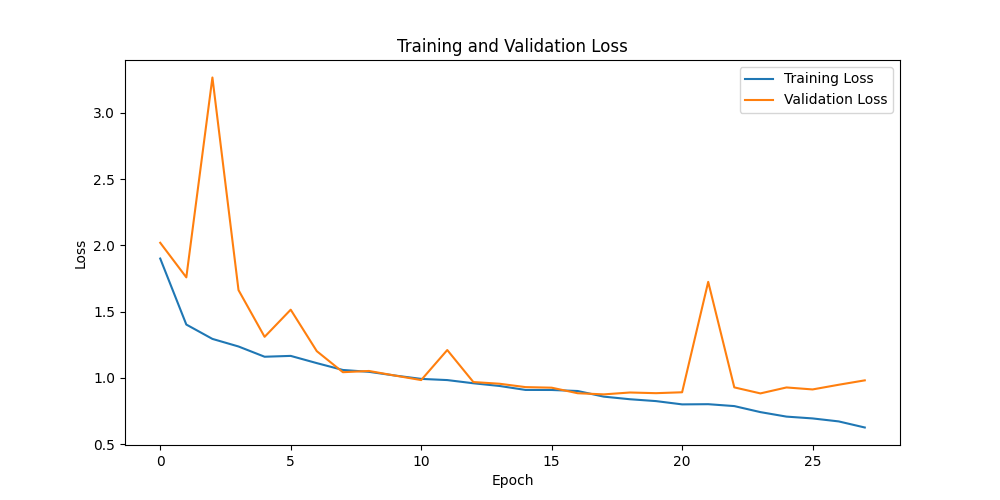 Training and Validation Loss
Training Loss
Validation Loss
3.0
2.5
2.0
1.5
1.0
0.5
Loss
0 5 10 15 20 25
Epoch